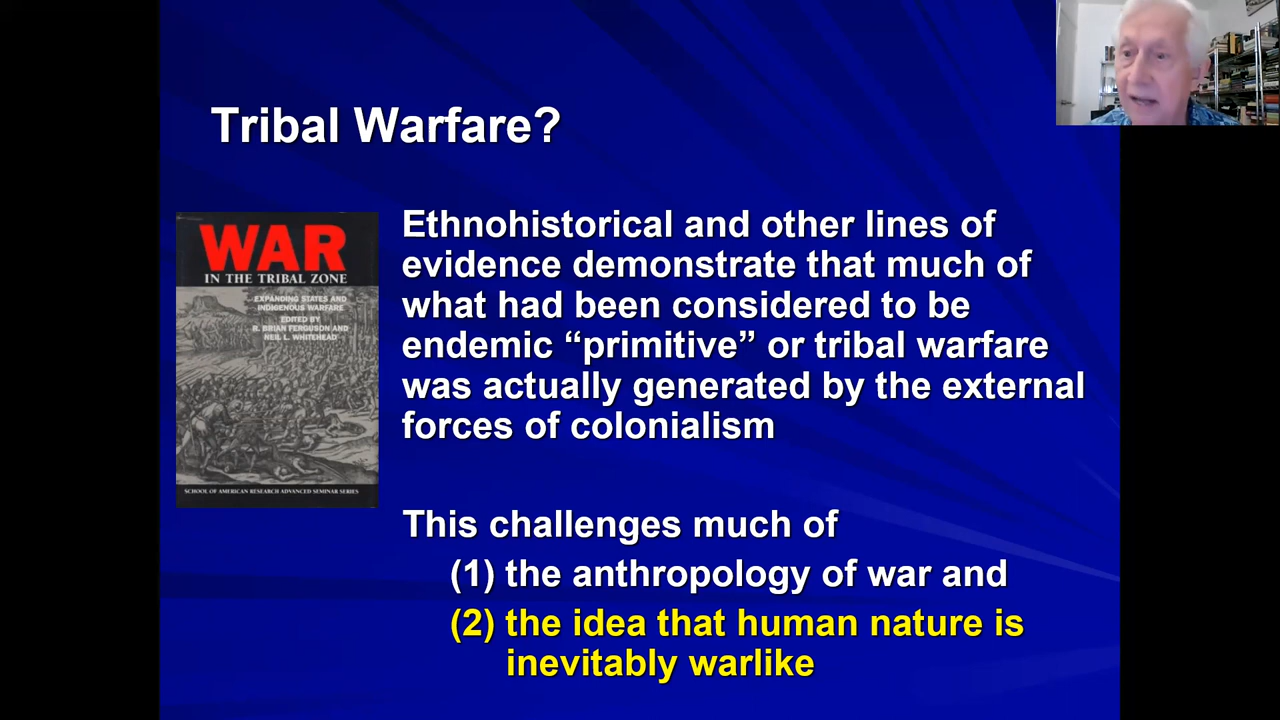 Tribal Warfare?
WAR
IN THE TRIBAL ZONE
EXPANDING STATES AND
INDIGENOUS WARFARE
EDITED BY
R. BRIAN FERGUSON AND
NEIL L. WHITEHEAD
SCHOOL OF AMERICAN RESEARCH ADVANCED SEMINAR SERIES
Ethnohistorical and other lines of
evidence demonstrate that much of
what had been considered to be
endemic “primitive” or tribal warfare
was actually generated by the external
forces of colonialism
This challenges much of
(1) the anthropology of war and
(2) the idea that human nature is
inevitably warlike